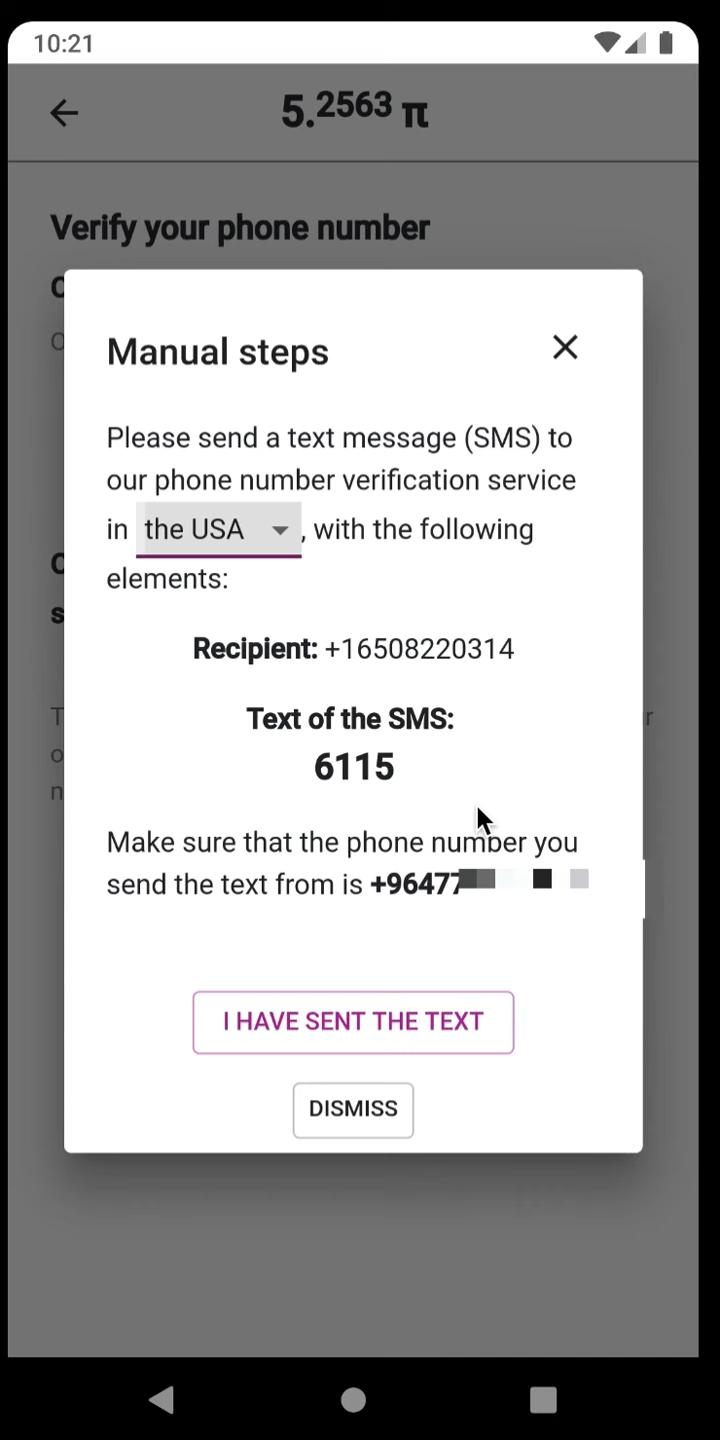 10:21
5.2563 π
Verify your phone number
Manual steps
Please send a text message (SMS) to
our phone number verification service
in the USA , with the following
elements:
Recipient: +16508220314
Text of the SMS:
6115
Make sure that the phone number you
send the text from is +96477
I HAVE SENT THE TEXT
DISMISS